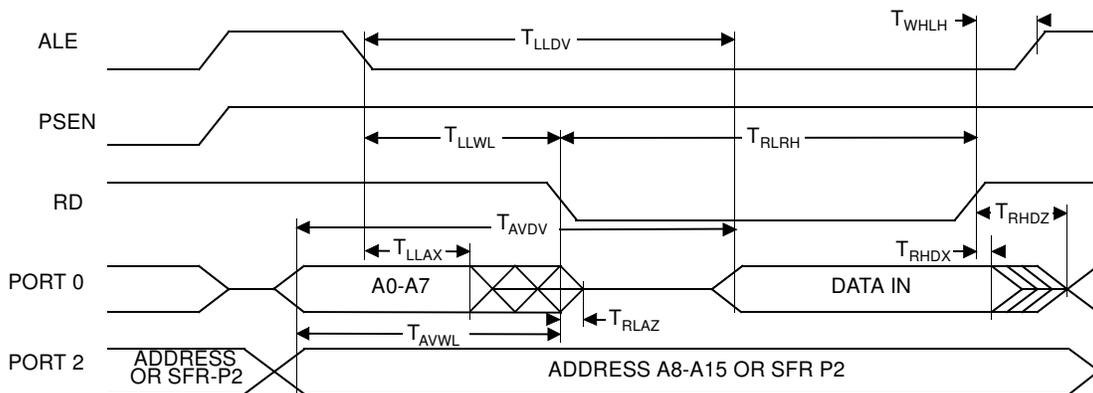 T_WHLH
ALE
T_LLDV
PSEN
T_LLWL
T_RLRH
RD
T_RHDZ
T_AVDV
T_LLAX
T_RHDX
PORT 0
A0-A7
DATA IN
T_RLAZ
T_AVWL
PORT 2
ADDRESS
OR SFR-P2
ADDRESS A8-A15 OR SFR P2